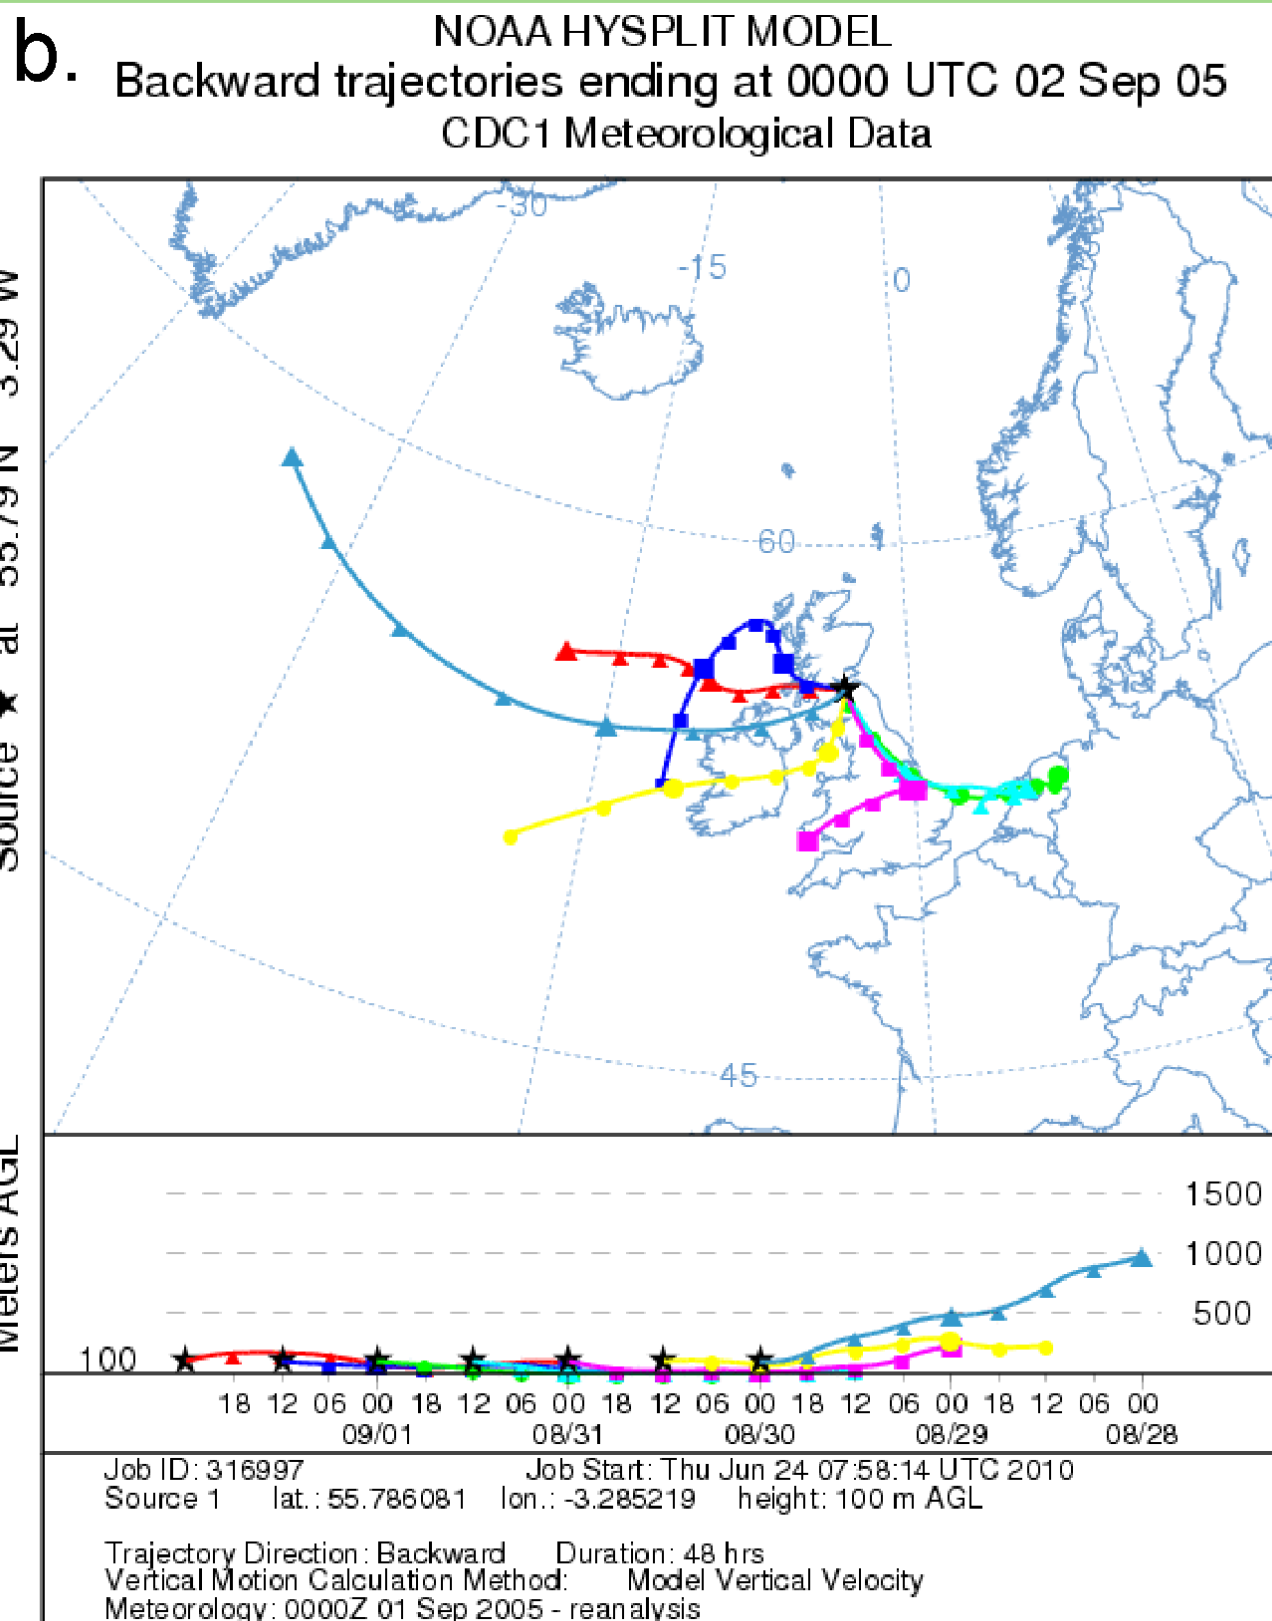 b.
NOAA HYSPLIT MODEL
Backward trajectories ending at 0000 UTC 02 Sep 05
CDC1 Meteorological Data
Source ★ at 55.79 N 3.29 W
-30
-15
0
60
45
Meters AGL
1500
1000
500
100
18 12 06 00 18 12 06 00 18 12 06 00 18 12 06 00 18 12 06 00
09/01 08/31 08/30 08/29 08/28
Job ID: 316997 Job Start: Thu Jun 24 07:58:14 UTC 2010
Source 1 lat.: 55.786081 lon.: -3.285219 height: 100 m AGL
Trajectory Direction: Backward Duration: 48 hrs
Vertical Motion Calculation Method: Model Vertical Velocity
Meteorology: 0000Z 01 Sep 2005 - reanalysis